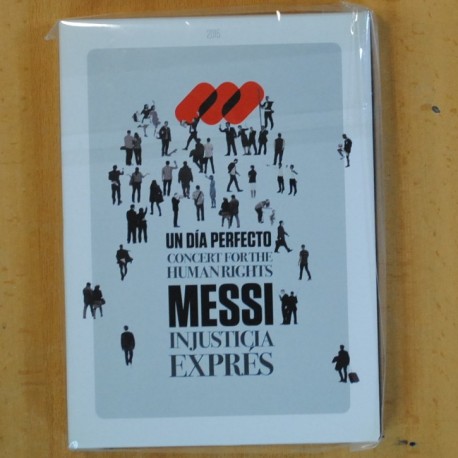 UN DÍA PERFECTO
CONCERT FOR THE
HUMAN RIGHTS
MESSI
INJUSTICIA
EXPRÉS